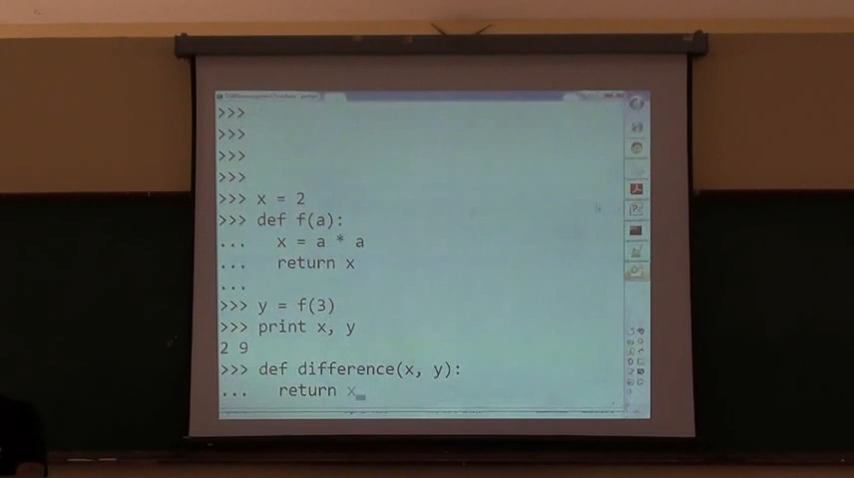 >>>
>>>
>>>
>>>
>>> x = 2
>>> def f(a):
...   x = a * a
...   return x
...
>>> y = f(3)
>>> print x, y
2 9
>>> def difference(x, y):
...   return x